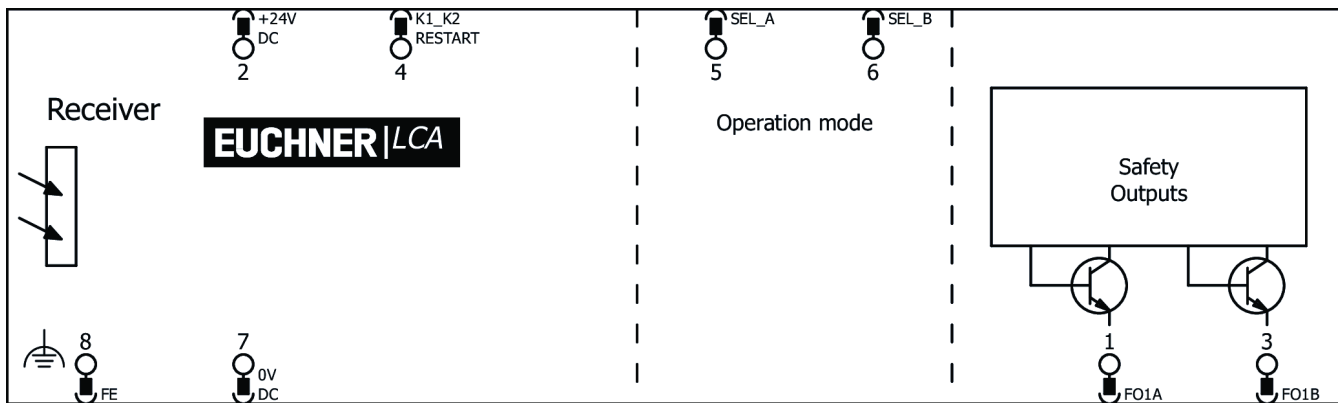 +24V
DC
2
K1_K2
RESTART
4
SEL_A
5
SEL_B
6
Receiver
EUCHNER|LCA
Operation mode
Safety
Outputs
8
FE
7
0V
DC
1
FO1A
3
FO1B